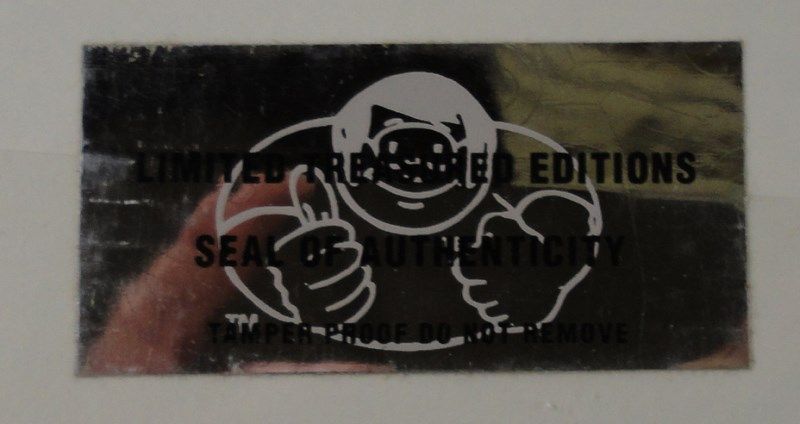 LIMITED TREASURED EDITIONS
SEAL OF AUTHENTICITY
TM
TAMPER PROOF DO NOT REMOVE